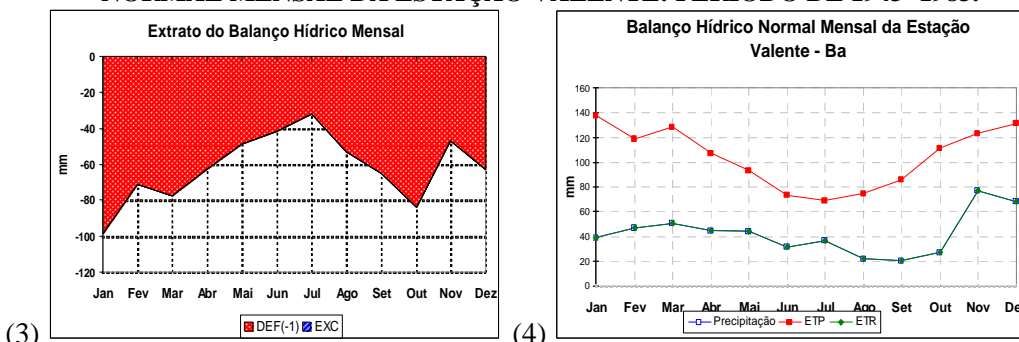 NORMAL MENSAL DA ESTAÇÃO VALENTE. PERÍODO DE 1943 -1983.
Extrato do Balanço Hídrico Mensal
0
-20
-40
-60
-80
-100
-120
mm
Jan Fev Mar Abr Mai Jun Jul Ago Set Out Nov Dez
DEF(-1) EXC
(3)
Balanço Hídrico Normal Mensal da Estação
Valente - Ba
160
140
120
100
80
60
40
20
0
mm
Jan Fev Mar Abr Mai Jun Jul Ago Set Out Nov De
Precipitação ETP ETR
(4)